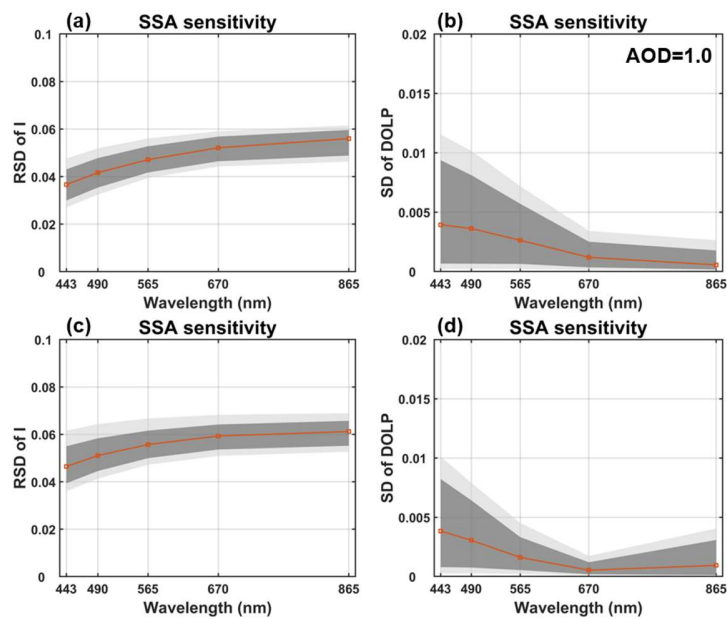 (a) SSA sensitivity
0.1
0.08
0.06
0.04
0.02
0
RSD of I
443 490 565 670 865
Wavelength (nm)
(b) SSA sensitivity
AOD=1.0
0.02
0.015
0.01
0.005
0
SD of DOLP
443 490 565 670 865
Wavelength (nm)
(c) SSA sensitivity
0.1
0.08
0.06
0.04
0.02
0
RSD of I
443 490 565 670 865
Wavelength (nm)
(d) SSA sensitivity
0.02
0.015
0.01
0.005
0
SD of DOLP
443 490 565 670 865
Wavelength (nm)